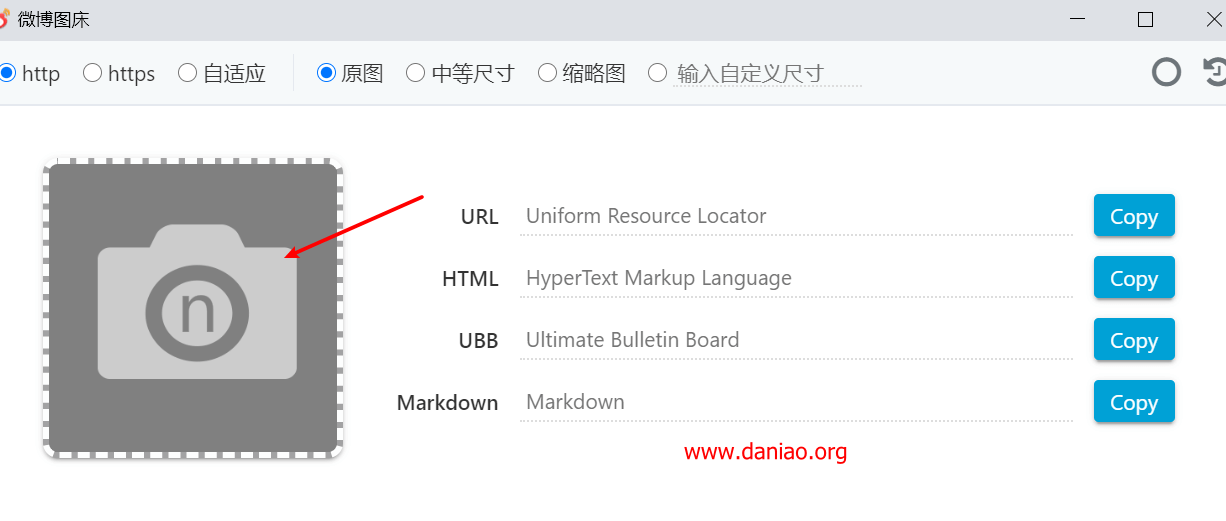 微博图床
http https 自适应 原图 中等尺寸 缩略图 输入自定义尺寸
n
URL Uniform Resource Locator Copy
HTML HyperText Markup Language Copy
UBB Ultimate Bulletin Board Copy
Markdown Markdown Copy
www.daniao.org